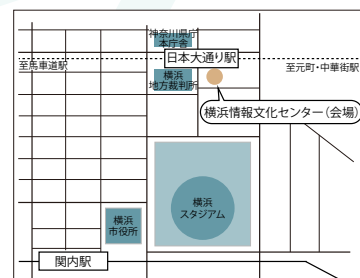 神奈川県庁
本庁舎
日本大通り駅
至馬車道駅
至元町・中華街駅
横浜
地方裁判所
横浜情報文化センター(会場)
横浜
スタジアム
横浜
市役所
関内駅